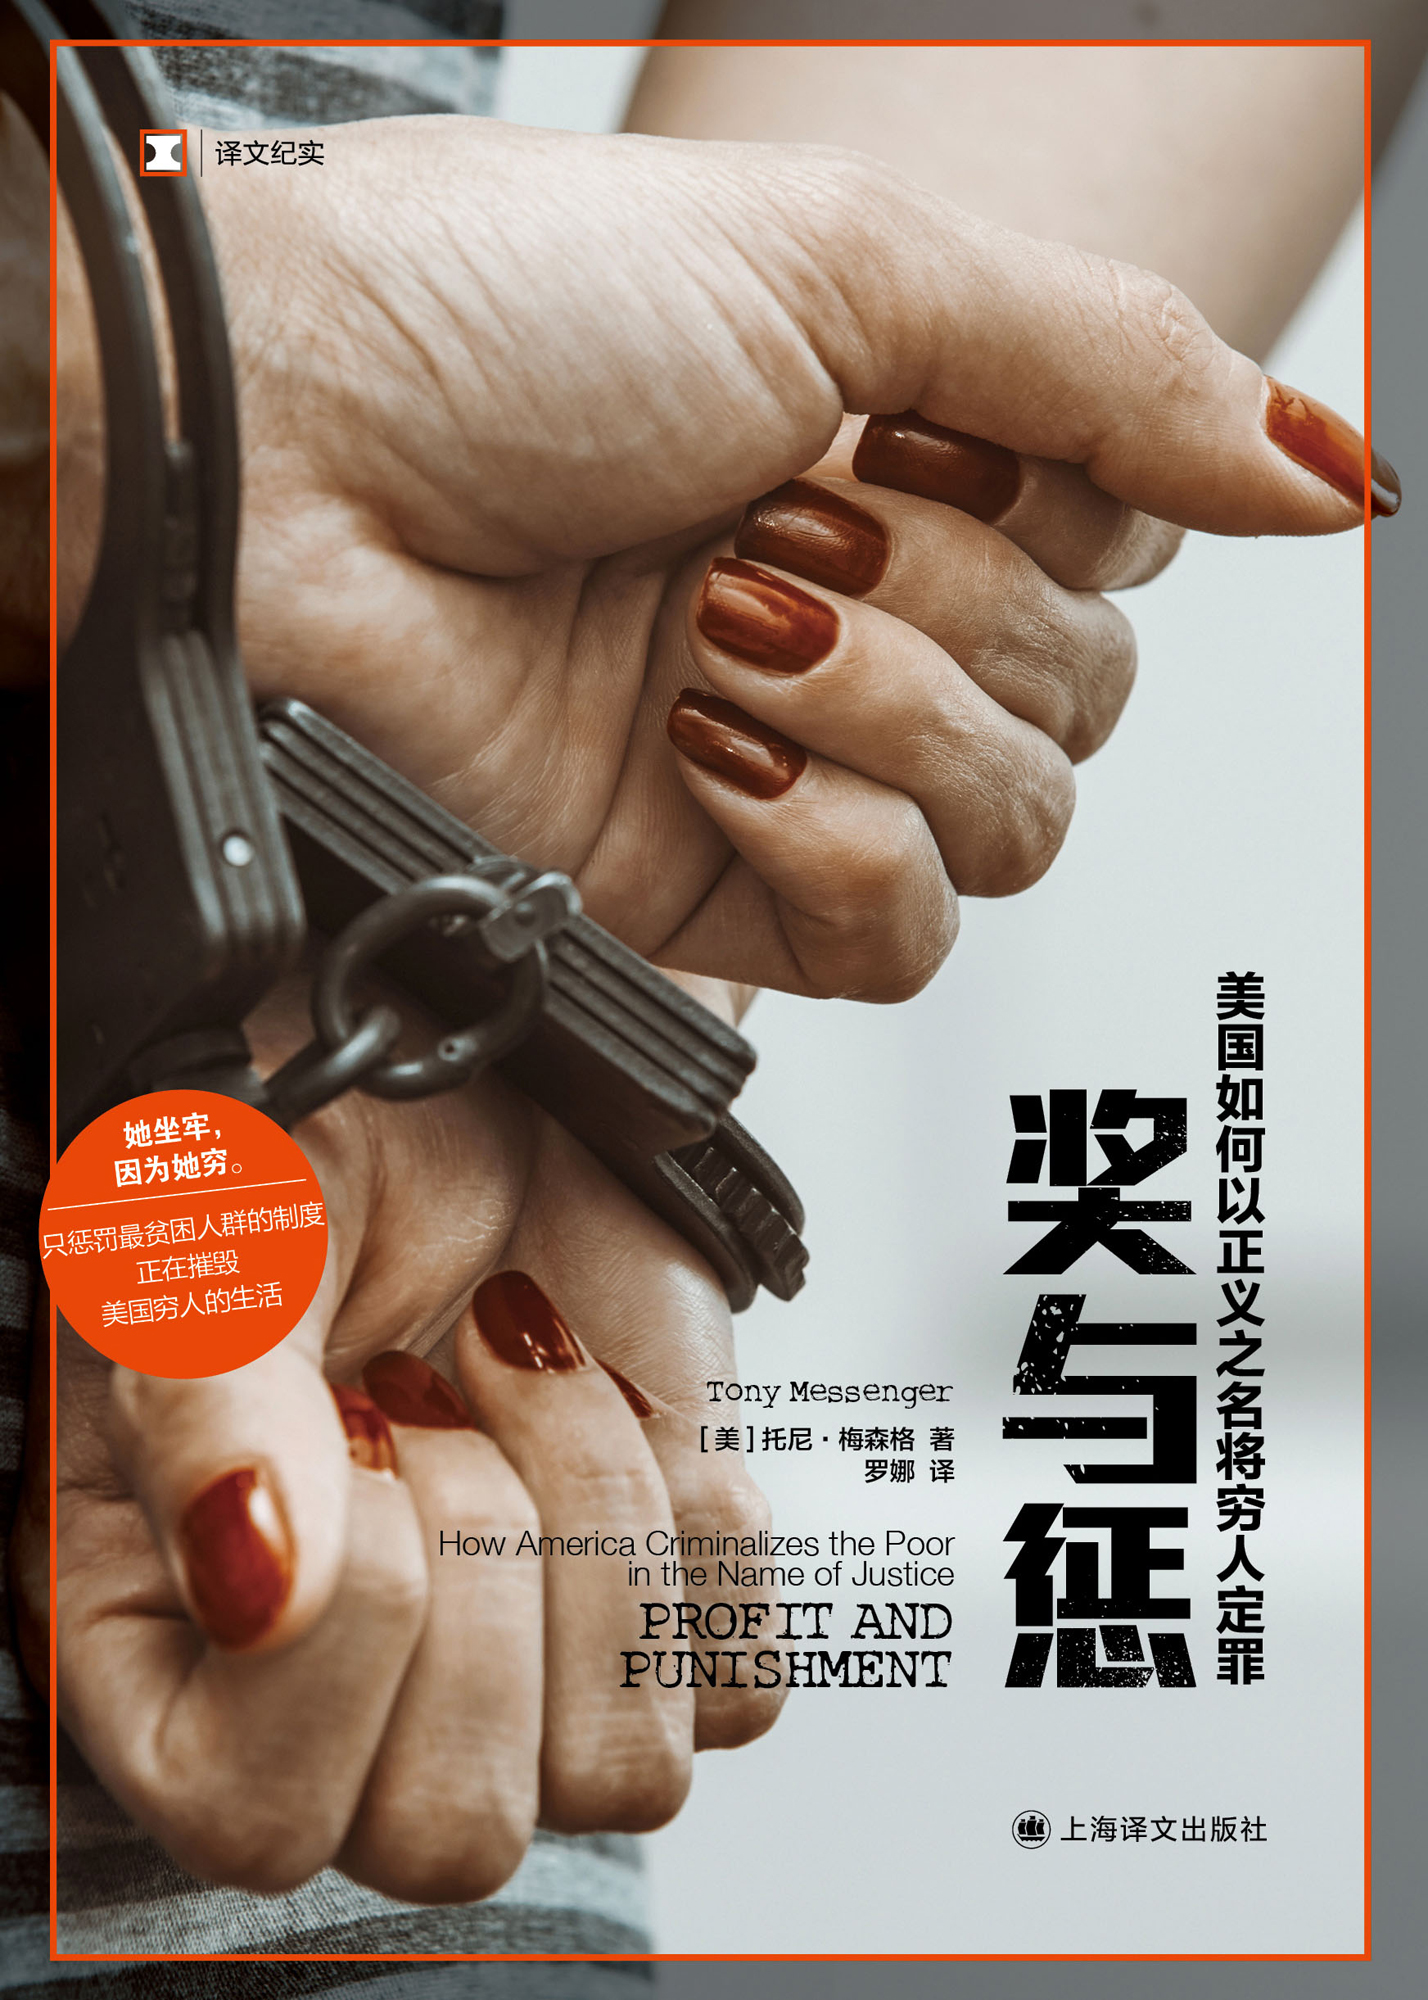 译文纪实
美国如何以正义之名将穷人定罪
奖与惩
她坐牢，
因为她穷。
只惩罚最贫困人群的制度
正在摧毁
美国穷人的生活
Tony Messenger
[美]托尼·梅森格 著
罗娜 译
How America Criminalizes the Poor
in the Name of Justice
PROFIT AND
PUNISHMENT
上海译文出版社